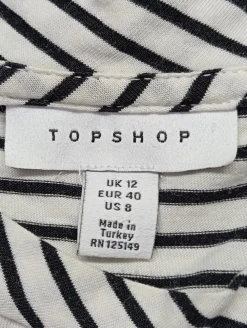 TOPSHOP
UK 12
EUR 40
US 8
Made in
Turkey
RN 125149